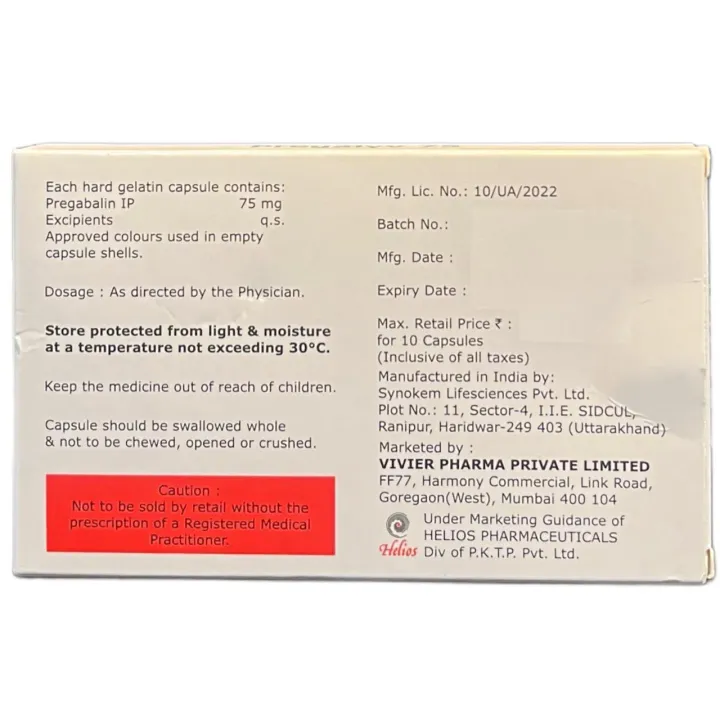 Each hard gelatin capsule contains:
Pregabalin IP 75 mg
Excipients q.s.
Approved colours used in empty
capsule shells.
Dosage : As directed by the Physician.
Store protected from light & moisture
at a temperature not exceeding 30°C.
Keep the medicine out of reach of children.
Capsule should be swallowed whole
& not to be chewed, opened or crushed.
Caution :
Not to be sold by retail without the
prescription of a Registered Medical
Practitioner.
Mfg. Lic. No.: 10/UA/2022
Batch No.:
Mfg. Date :
Expiry Date :
Max. Retail Price ₹ :
for 10 Capsules
(Inclusive of all taxes)
Manufactured in India by:
Synokem Lifesciences Pvt. Ltd.
Plot No.: 11, Sector-4, I.I.E. SIDCUL,
Ranipur, Haridwar-249 403 (Uttarakhand)
Marketed by :
VIVIER PHARMA PRIVATE LIMITED
FF77, Harmony Commercial, Link Road,
Goregaon(West), Mumbai 400 104
Under Marketing Guidance of
HELIOS PHARMACEUTICALS
Div of P.K.T.P. Pvt. Ltd.
Helios